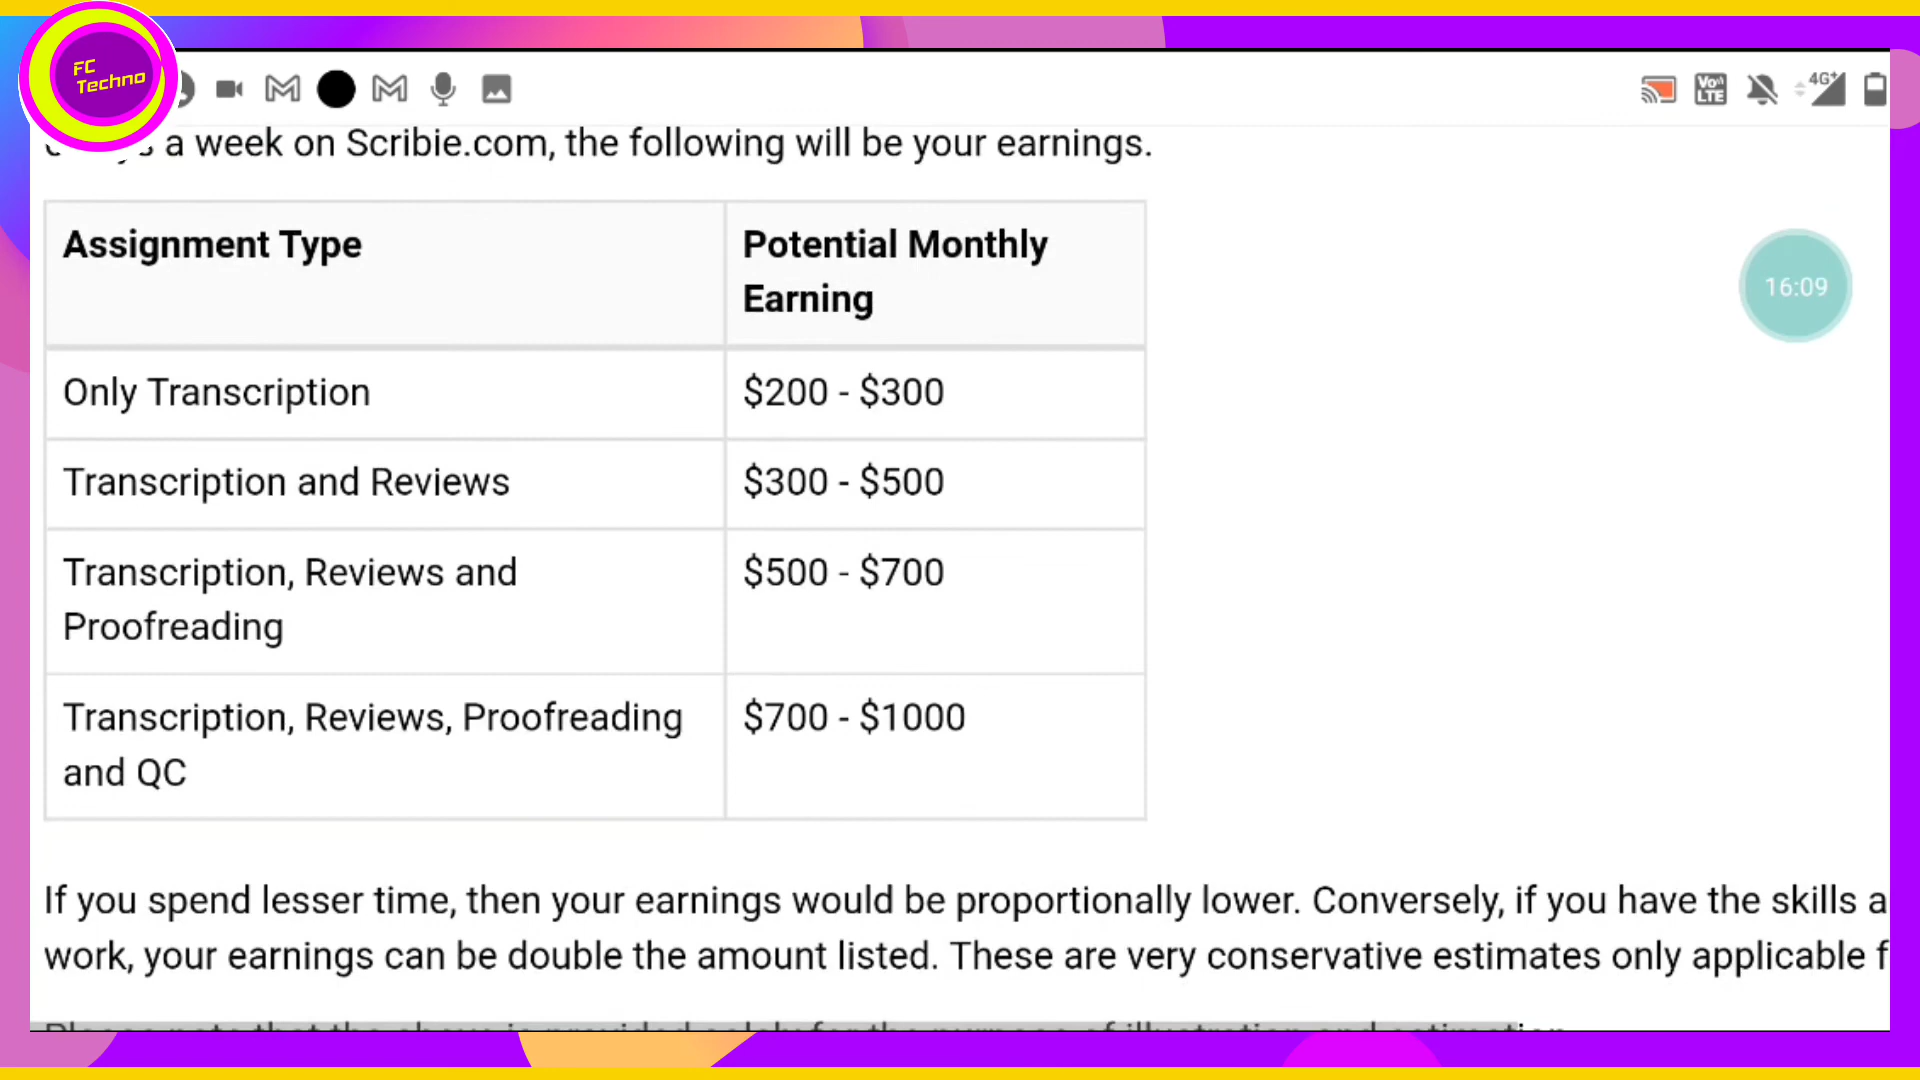 FC
Techno
VoLTE
4G+
a week on Scribie.com, the following will be your earnings.
16:09
Assignment Type
Potential Monthly
Earning
Only Transcription
$200 - $300
Transcription and Reviews
$300 - $500
Transcription, Reviews and
Proofreading
$500 - $700
Transcription, Reviews, Proofreading
and QC
$700 - $1000
If you spend lesser time, then your earnings would be proportionally lower. Conversely, if you have the skills a
work, your earnings can be double the amount listed. These are very conservative estimates only applicable f